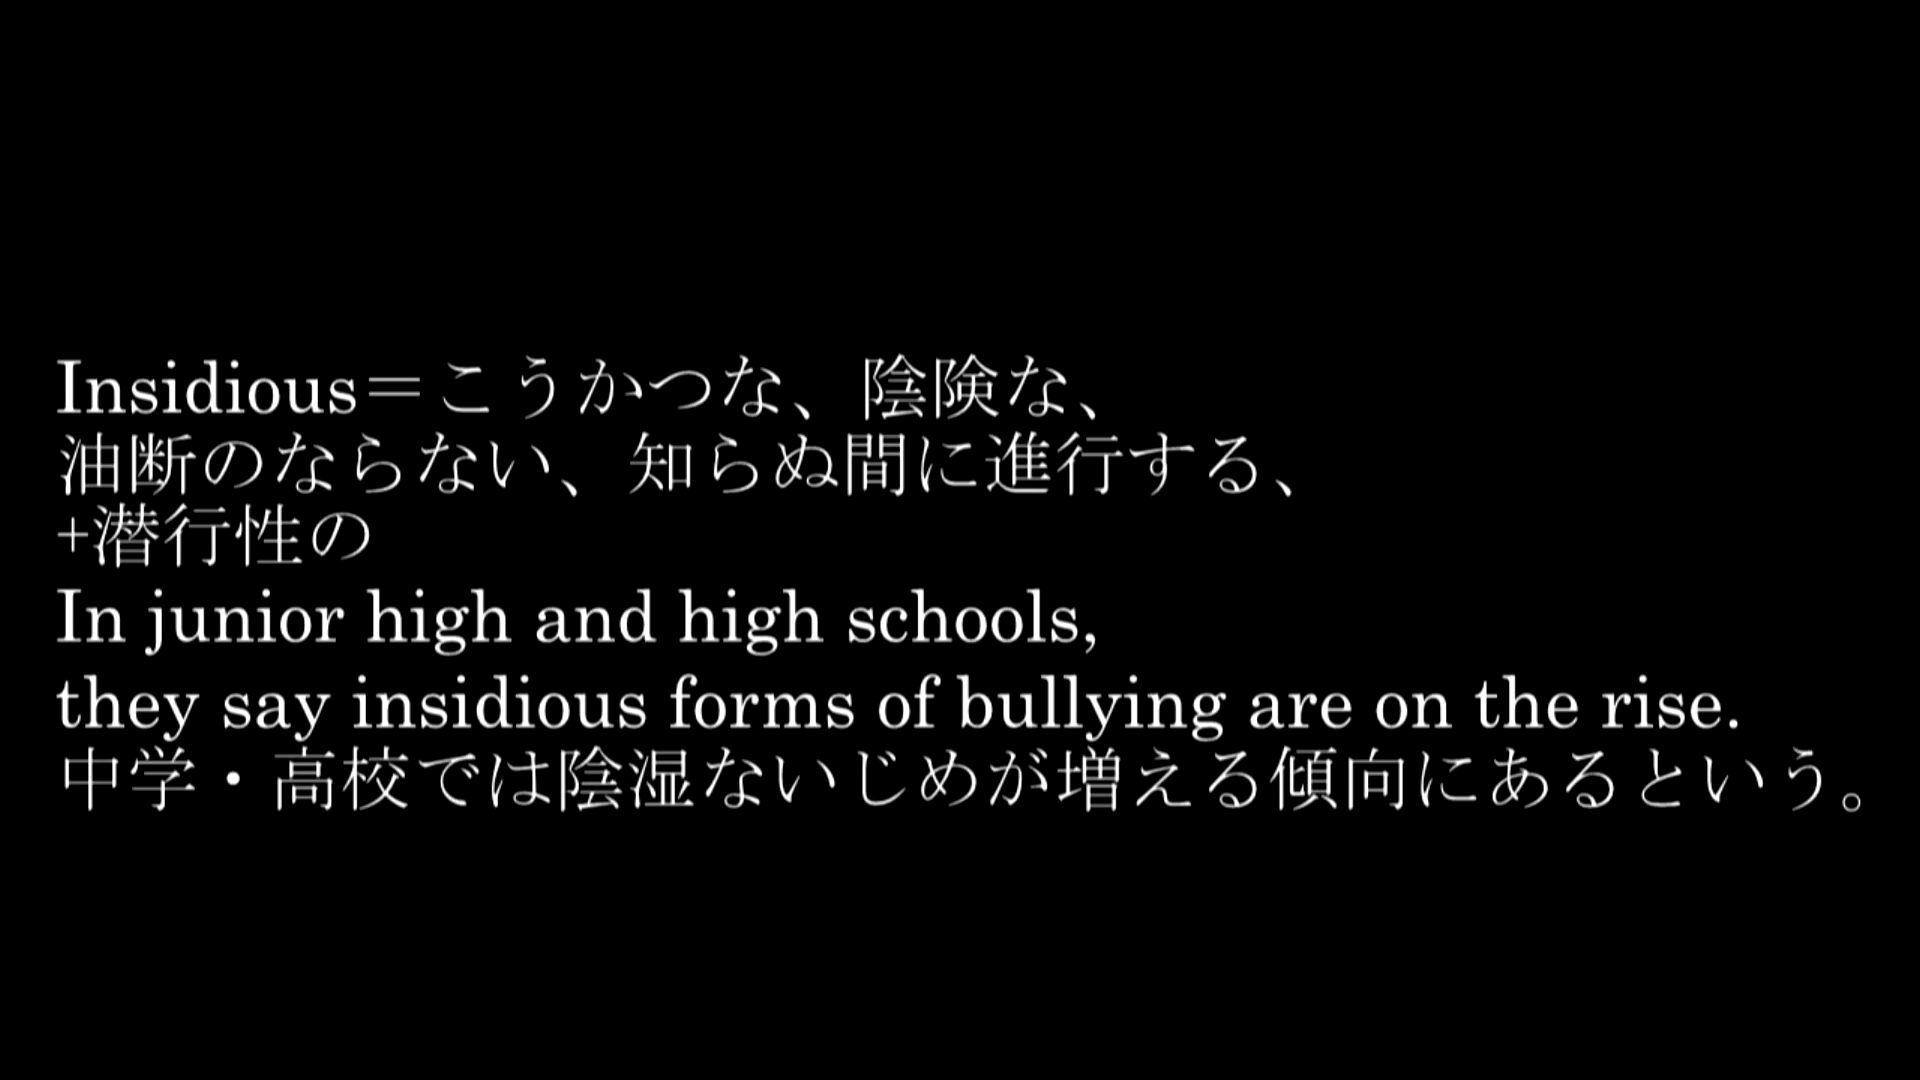 Insidious＝こうかつな、陰険な、
油断のならない、知らぬ間に進行する、
+潜行性の
In junior high and high schools,
they say insidious forms of bullying are on the rise.
中学・高校では陰湿ないじめが増える傾向にあるという。